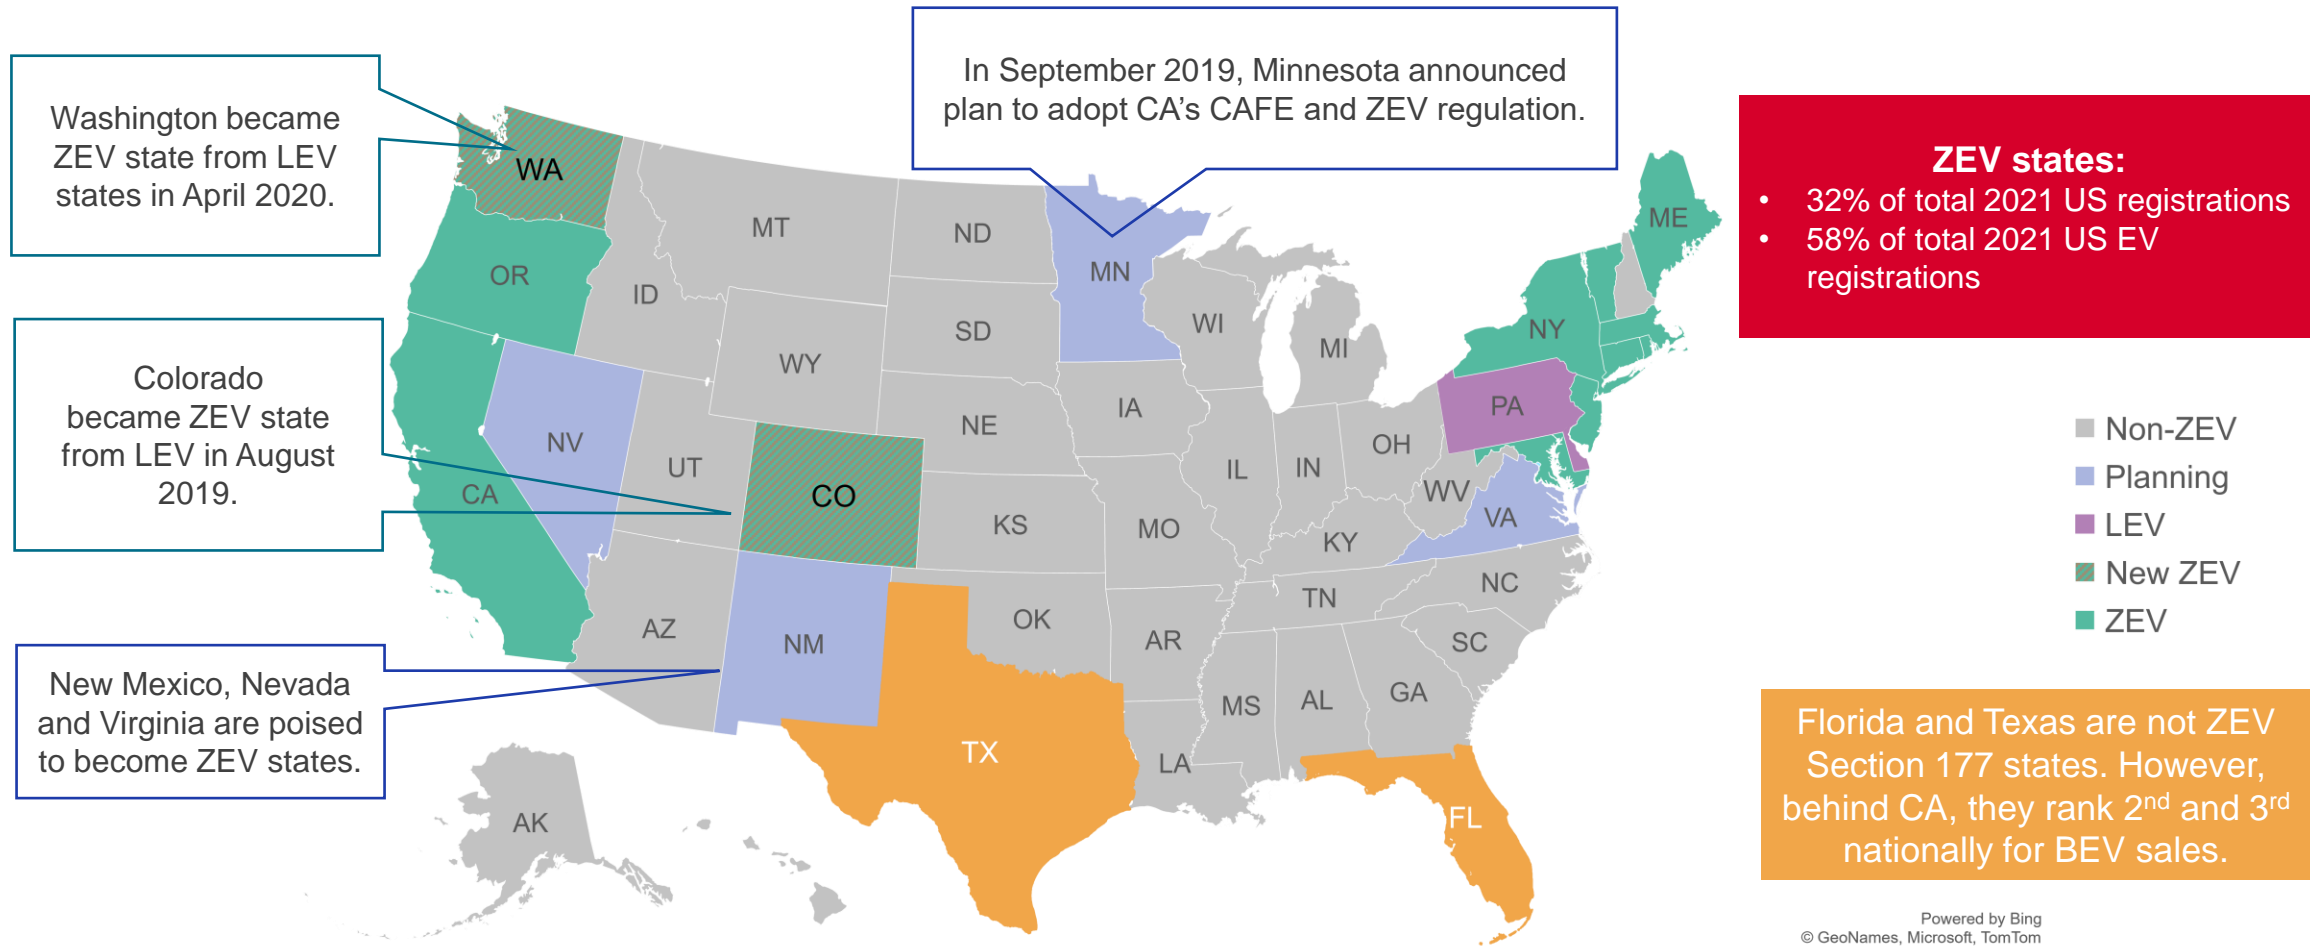 In September 2019, Minnesota announced
plan to adopt CA's CAFE and ZEV regulation.
Washington became
ZEV state from LEV
states in April 2020.
Colorado
became ZEV state
from LEV in August
2019.
New Mexico, Nevada
and Virginia are poised
to become ZEV states.
ZEV states:
• 32% of total 2021 US registrations
• 58% of total 2021 US EV
registrations
WA
MT
ND
MN
ME
OR
ID
SD
WI
MI
NY
WY
IA
PA
NE
NV
UT
CO
CA
IL
IN
OH
WV
VA
KS
MO
KY
NC
TN
AZ
NM
OK
AR
SC
MS
AL
GA
TX
LA
FL
AK
Non-ZEV
Planning
LEV
New ZEV
ZEV
Florida and Texas are not ZEV
Section 177 states. However,
behind CA, they rank 2nd and 3rd
nationally for BEV sales.
Powered by Bing
© GeoNames, Microsoft, TomTom